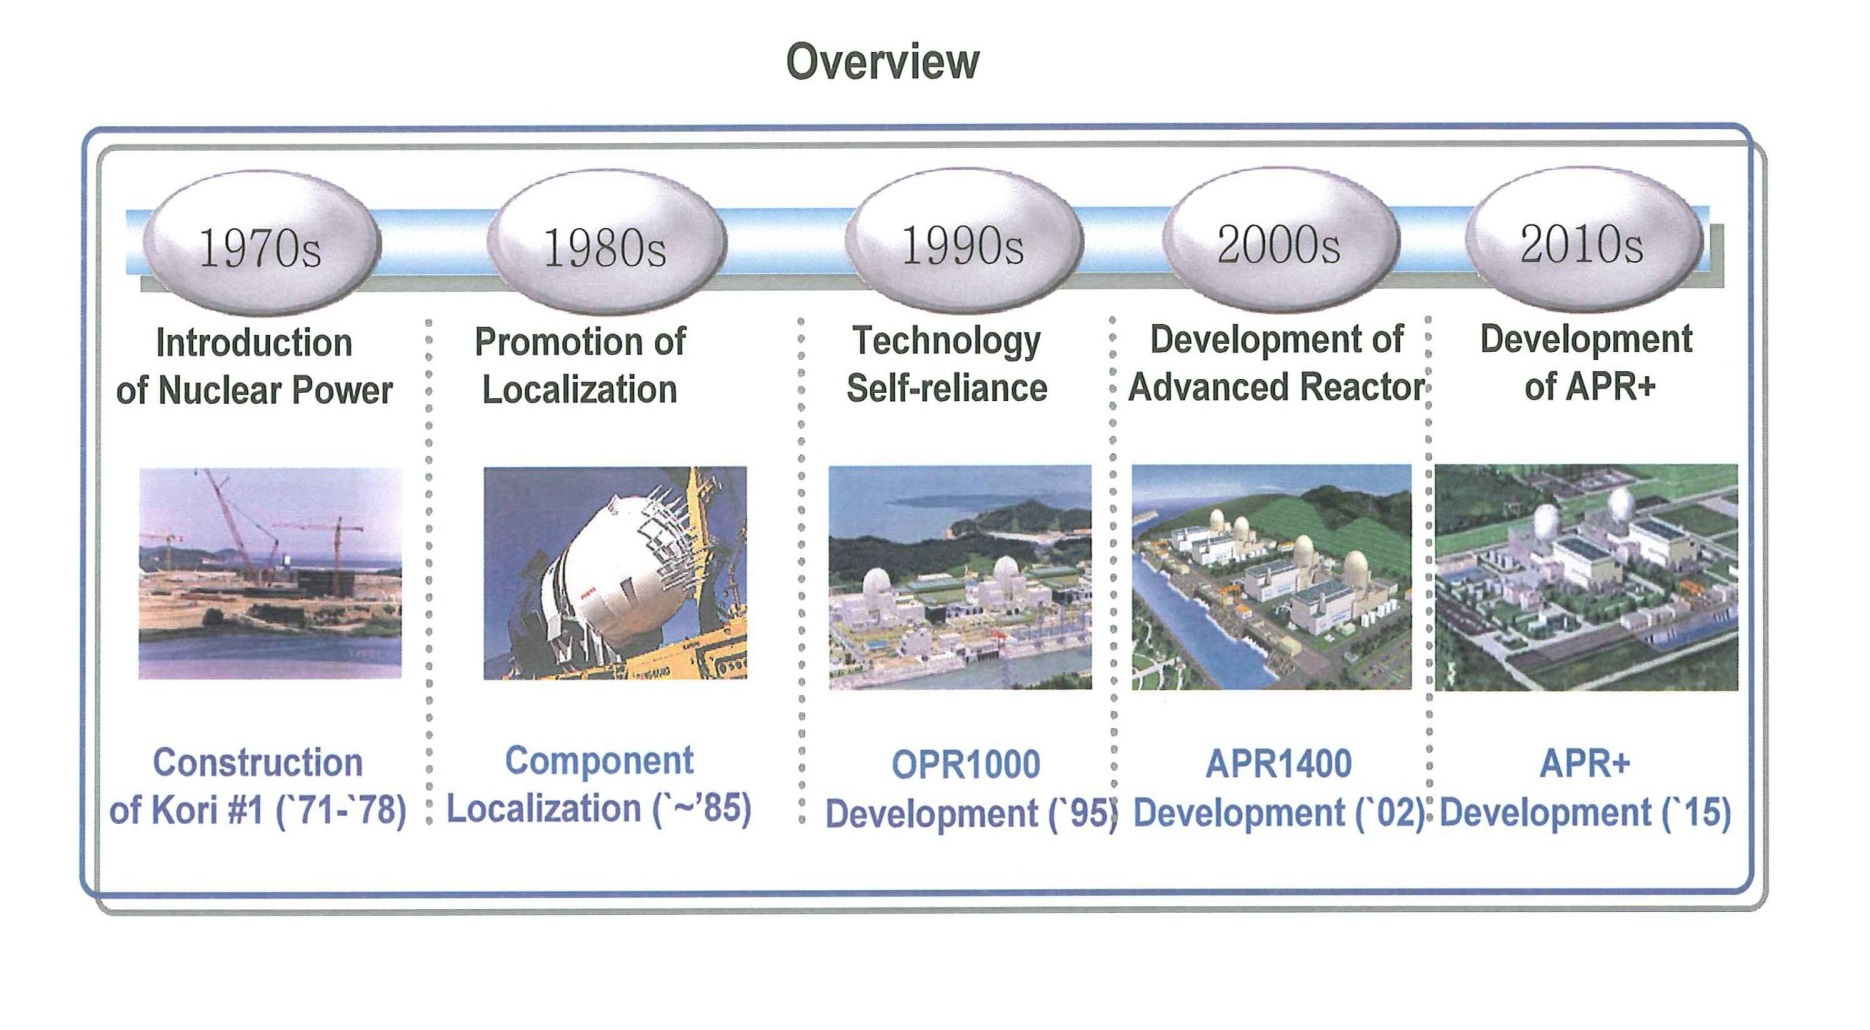 Overview
1970s
Introduction
of Nuclear Power
Construction
of Kori #1 (`71-`78)
1980s
Promotion of
Localization
Component
Localization (`~’85)
1990s
Technology
Self-reliance
OPR1000
Development (`95)
2000s
Development of
Advanced Reactor
APR1400
Development (`02)
2010s
Development
of APR+
APR+
Development (`15)